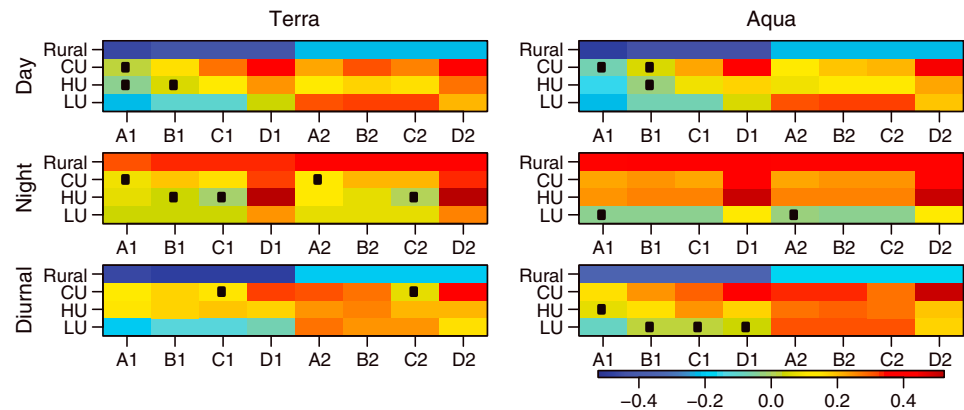 Terra Aqua
Day
Rural
CU
HU
LU
A1 B1 C1 D1 A2 B2 C2 D2
A1 B1 C1 D1 A2 B2 C2 D2
Night
Rural
CU
HU
LU
A1 B1 C1 D1 A2 B2 C2 D2
A1 B1 C1 D1 A2 B2 C2 D2
Diurnal
Rural
CU
HU
LU
A1 B1 C1 D1 A2 B2 C2 D2
A1 B1 C1 D1 A2 B2 C2 D2
Rural
CU
HU
LU
Rural
CU
HU
LU
Rural
CU
HU
LU
−0.4 −0.2 0.0 0.2 0.4